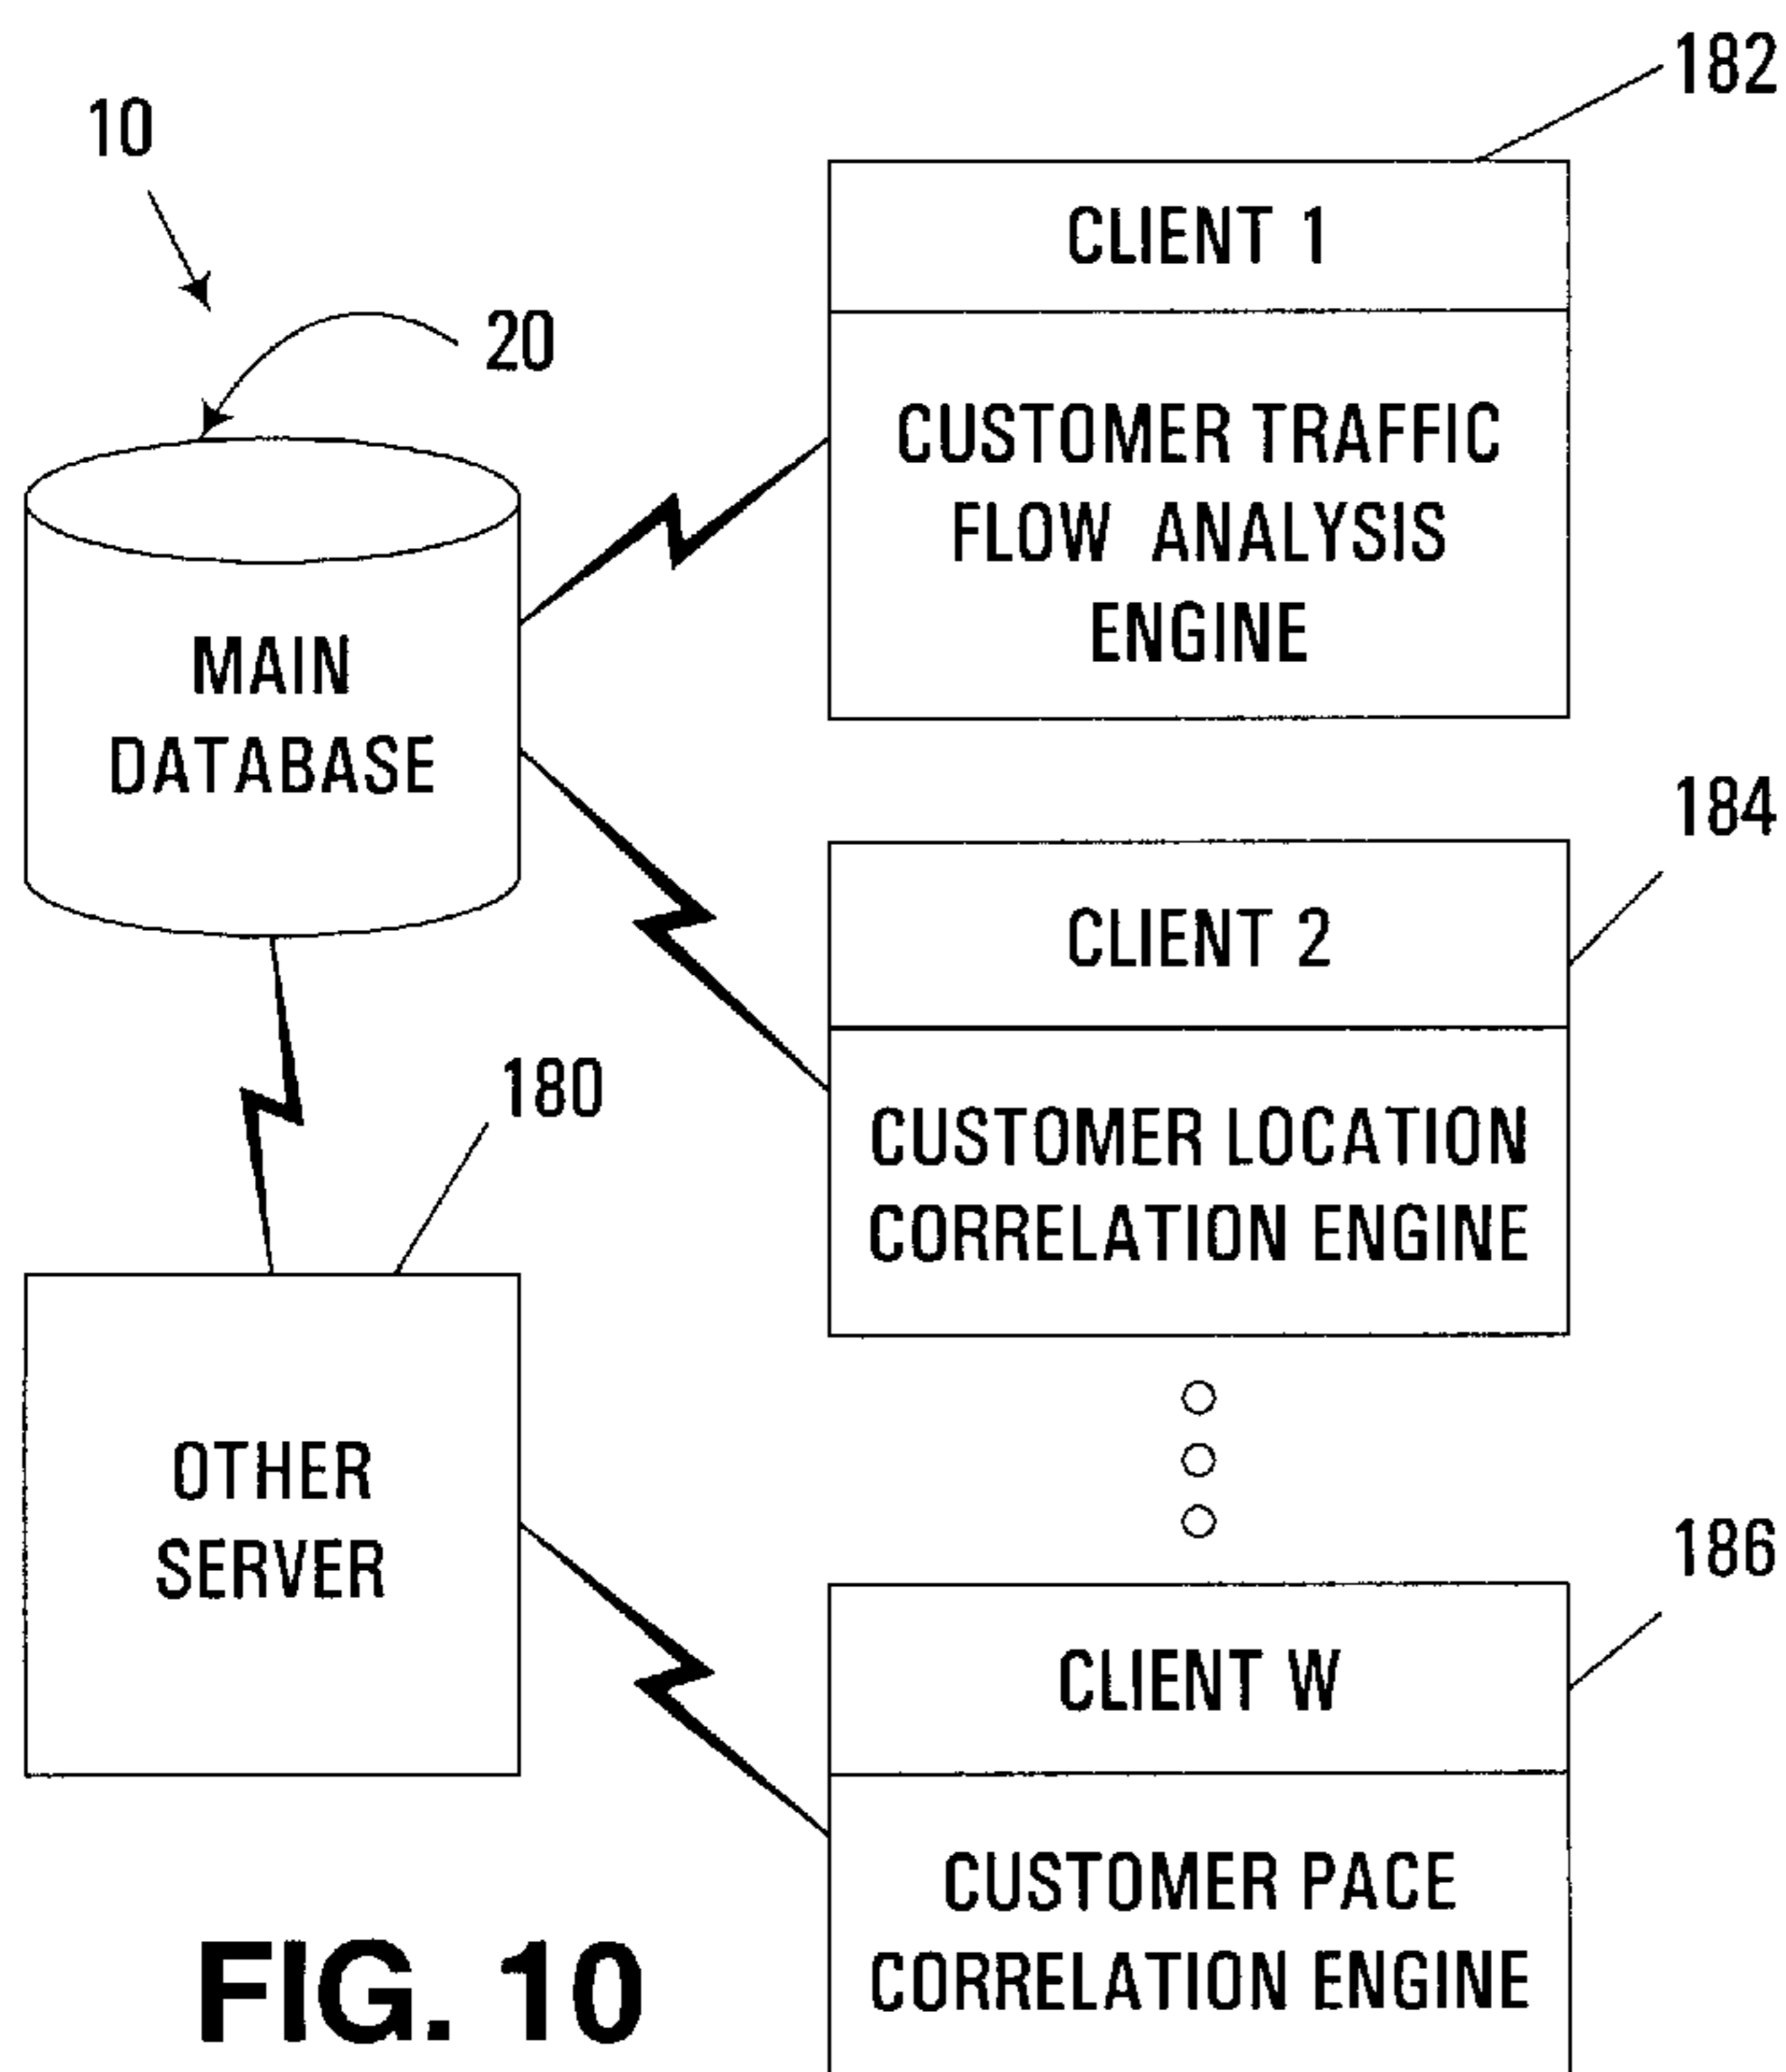 182
10
CLIENT 1
20
CUSTOMER TRAFFIC
FLOW ANALYSIS
ENGINE
MAIN
DATABASE
184
CLIENT 2
180
CUSTOMER LOCATION
CORRELATION ENGINE
OTHER
SERVER
186
CLIENT W
CUSTOMER PACE
CORRELATION ENGINE
FIG. 10